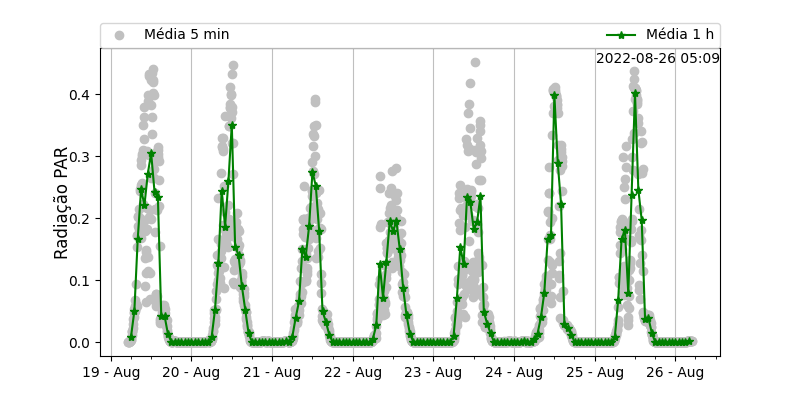 Média 5 min
Média 1 h
2022-08-26 05:09
Radiação PAR
0.4
0.3
0.2
0.1
0.0
19 - Aug
20 - Aug
21 - Aug
22 - Aug
23 - Aug
24 - Aug
25 - Aug
26 - Aug